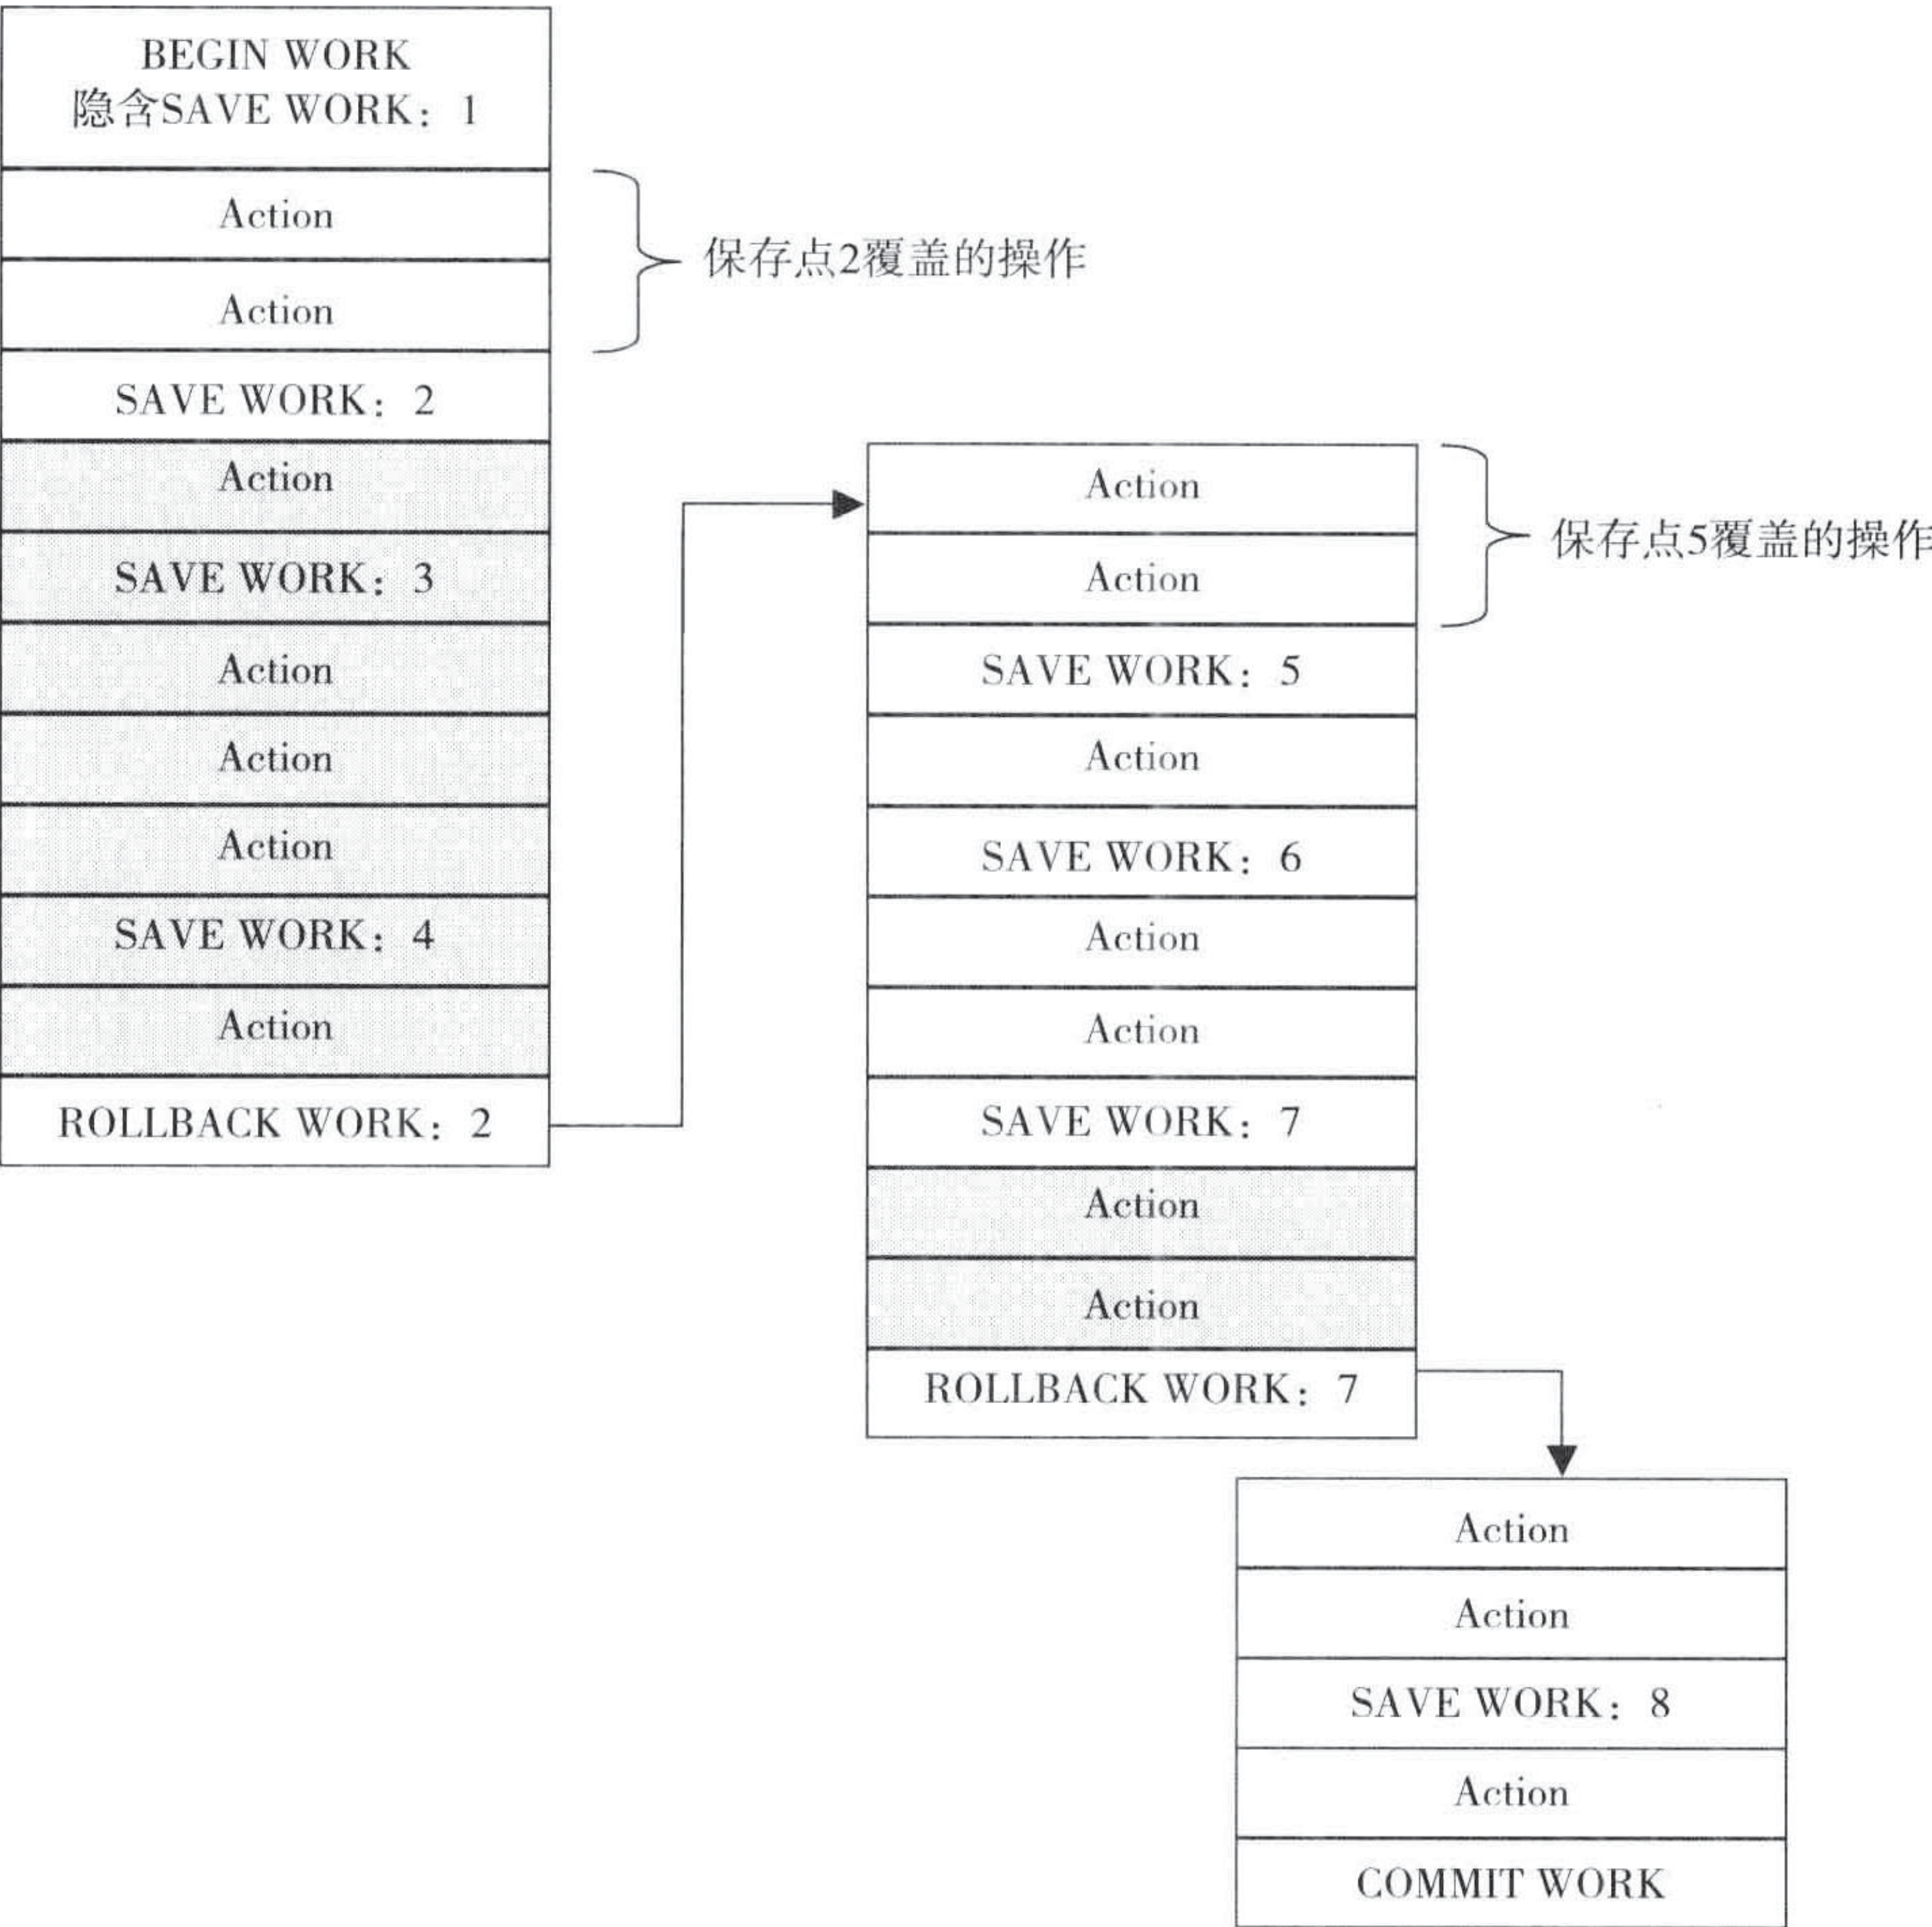 BEGIN WORK
隐含SAVE WORK：1
Action
Action
保存点2覆盖的操作
SAVE WORK：2
Action
SAVE WORK：3
Action
Action
Action
SAVE WORK：4
Action
ROLLBACK WORK：2
Action
Action
保存点5覆盖的操作
SAVE WORK：5
Action
SAVE WORK：6
Action
Action
SAVE WORK：7
Action
Action
ROLLBACK WORK：7
Action
Action
SAVE WORK：8
Action
COMMIT WORK